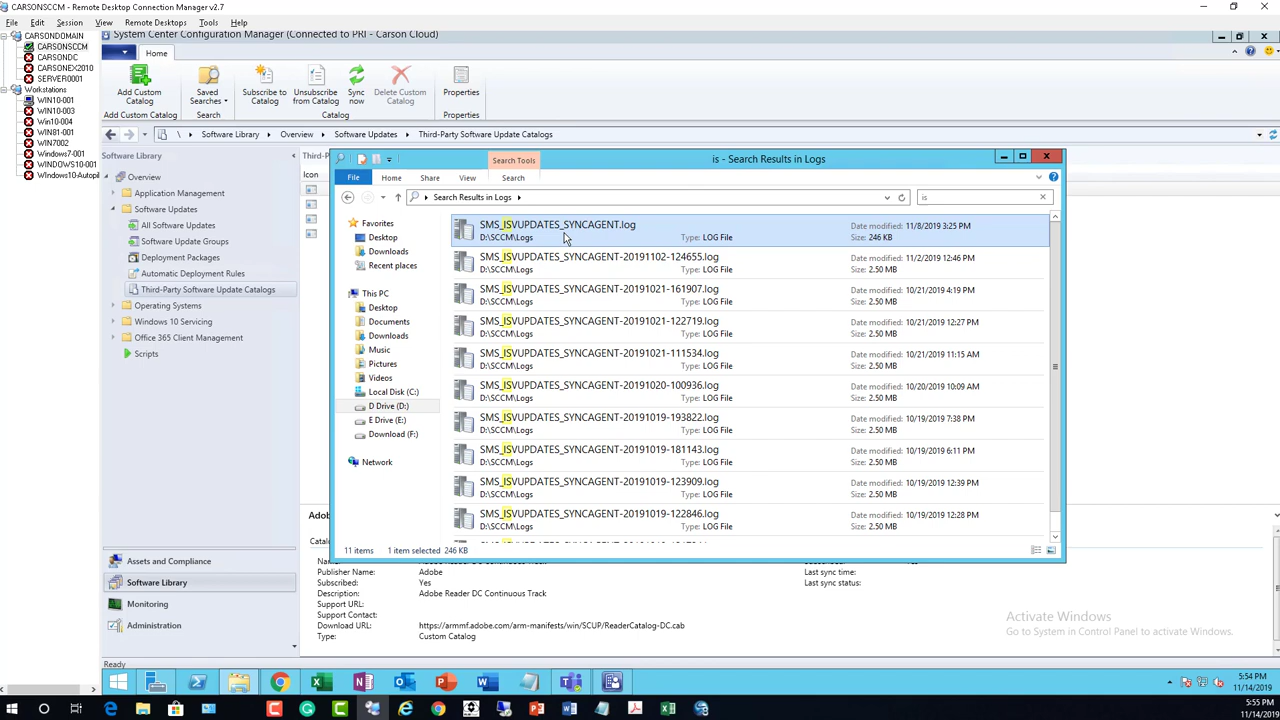 CARSONSCCM - Remote Desktop Connection Manager v2.7
File Edit Session View Remote Desktops Tools Help
CARSONDOMAIN
CARSONSCCM
CARSONDC
CARSONEX2010
SERVER0001
Workstations
WIN10-001
WIN10-003
Win10-004
WIN81-001
WIN7002
Windows7-001
WINDOWS10-001
WIndows10-Autopil
System Center Configuration Manager (Connected to PRI - Carson Cloud)
Home
Add Custom Catalog
Saved Searches
Subscribe to Catalog
Unsubscribe from Catalog
Sync now
Delete Custom Catalog
Properties
Add Custom Catalog Search Catalog Properties
\ Software Library Overview Software Updates Third-Party Software Update Catalogs
Software Library
Overview
Application Management
Software Updates
All Software Updates
Software Update Groups
Deployment Packages
Automatic Deployment Rules
Third-Party Software Update Catalogs
Operating Systems
Windows 10 Servicing
Office 365 Client Management
Scripts
Assets and Compliance
Software Library
Monitoring
Administration
Third-P
Icon
is - Search Results in Logs
Search Tools
File Home Share View Search
Search Results in Logs
is
Favorites
Desktop
Downloads
Recent places
This PC
Desktop
Documents
Downloads
Music
Pictures
Videos
Local Disk (C:)
D Drive (D:)
E Drive (E:)
Download (F:)
Network
SMS_ISVUPDATES_SYNCAGENT.log Date modified: 11/8/2019 3:25 PM
D:\SCCM\Logs Type: LOG File Size: 246 KB
SMS_ISVUPDATES_SYNCAGENT-20191102-124655.log Date modified: 11/2/2019 12:46 PM
D:\SCCM\Logs Type: LOG File Size: 2.50 MB
SMS_ISVUPDATES_SYNCAGENT-20191021-161907.log Date modified: 10/21/2019 4:19 PM
D:\SCCM\Logs Type: LOG File Size: 2.50 MB
SMS_ISVUPDATES_SYNCAGENT-20191021-122719.log Date modified: 10/21/2019 12:27 PM
D:\SCCM\Logs Type: LOG File Size: 2.50 MB
SMS_ISVUPDATES_SYNCAGENT-20191021-111534.log Date modified: 10/21/2019 11:15 AM
D:\SCCM\Logs Type: LOG File Size: 2.50 MB
SMS_ISVUPDATES_SYNCAGENT-20191020-100936.log Date modified: 10/20/2019 10:09 AM
D:\SCCM\Logs Type: LOG File Size: 2.50 MB
SMS_ISVUPDATES_SYNCAGENT-20191019-193822.log Date modified: 10/19/2019 7:38 PM
D:\SCCM\Logs Type: LOG File Size: 2.50 MB
SMS_ISVUPDATES_SYNCAGENT-20191019-181143.log Date modified: 10/19/2019 6:11 PM
D:\SCCM\Logs Type: LOG File Size: 2.50 MB
SMS_ISVUPDATES_SYNCAGENT-20191019-123909.log Date modified: 10/19/2019 12:39 PM
D:\SCCM\Logs Type: LOG File Size: 2.50 MB
SMS_ISVUPDATES_SYNCAGENT-20191019-122846.log Date modified: 10/19/2019 12:28 PM
D:\SCCM\Logs Type: LOG File Size: 2.50 MB
11 items 1 item selected 246 KB
Adob
Catalo
Publisher Name: Adobe Last sync time:
Subscribed: Yes Last sync status:
Description: Adobe Reader DC Continuous Track
Support URL:
Support Contact:
Download URL: https://armmf.adobe.com/arm-manifests/win/SCUP/ReaderCatalog-DC.cab
Type: Custom Catalog
Activate Windows
Go to System in Control Panel to activate Windows.
Ready
5:54 PM
11/14/2019
5:55 PM
11/14/2019